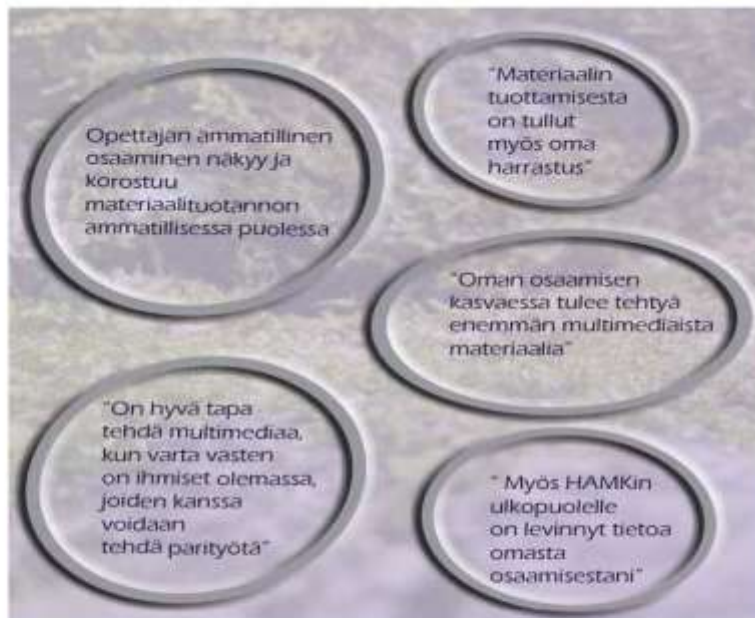 Opettajan ammatillinen
osaaminen näkyy ja
korostuu
materiaalituotannon
ammatillisessa puolessa
"Materiaalin
tuottamisesta
on tullut
myös oma
harrastus"
"Oman osaamisen
kasvaessa tulee tehtyä
enemmän multimediaista
materiaalia"
"On hyvä tapa
tehdä multimediaa,
kun varta vasten
on ihmiset olemassa,
joiden kanssa
voidaan
tehdä parityötä"
" Myös HAMKin
ulkopuolelle
on levinnyt tietoa
omasta
osaamisestani"